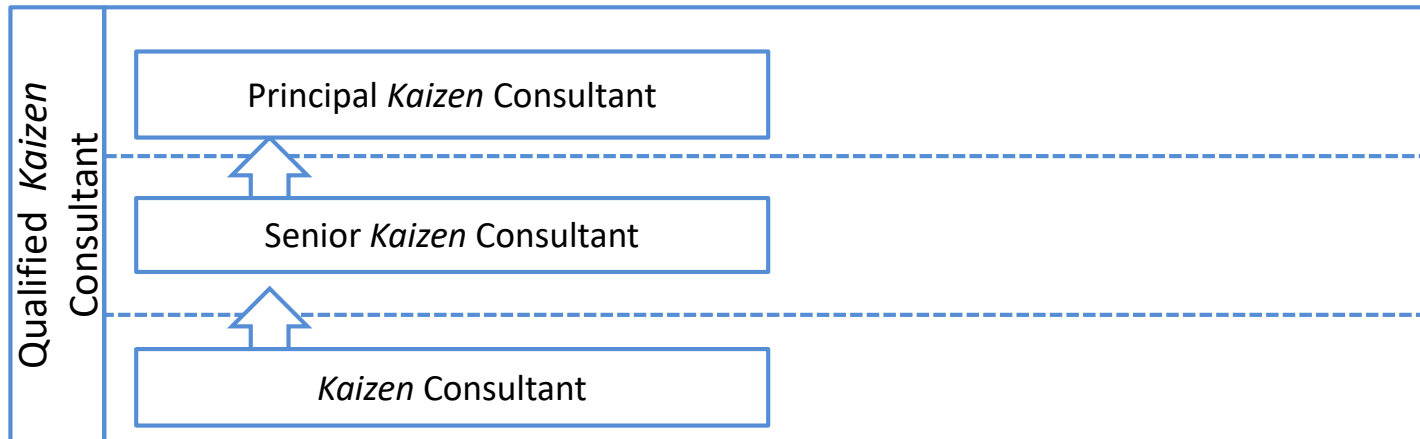 Qualified Kaizen
Consultant
Principal Kaizen Consultant
Senior Kaizen Consultant
Kaizen Consultant